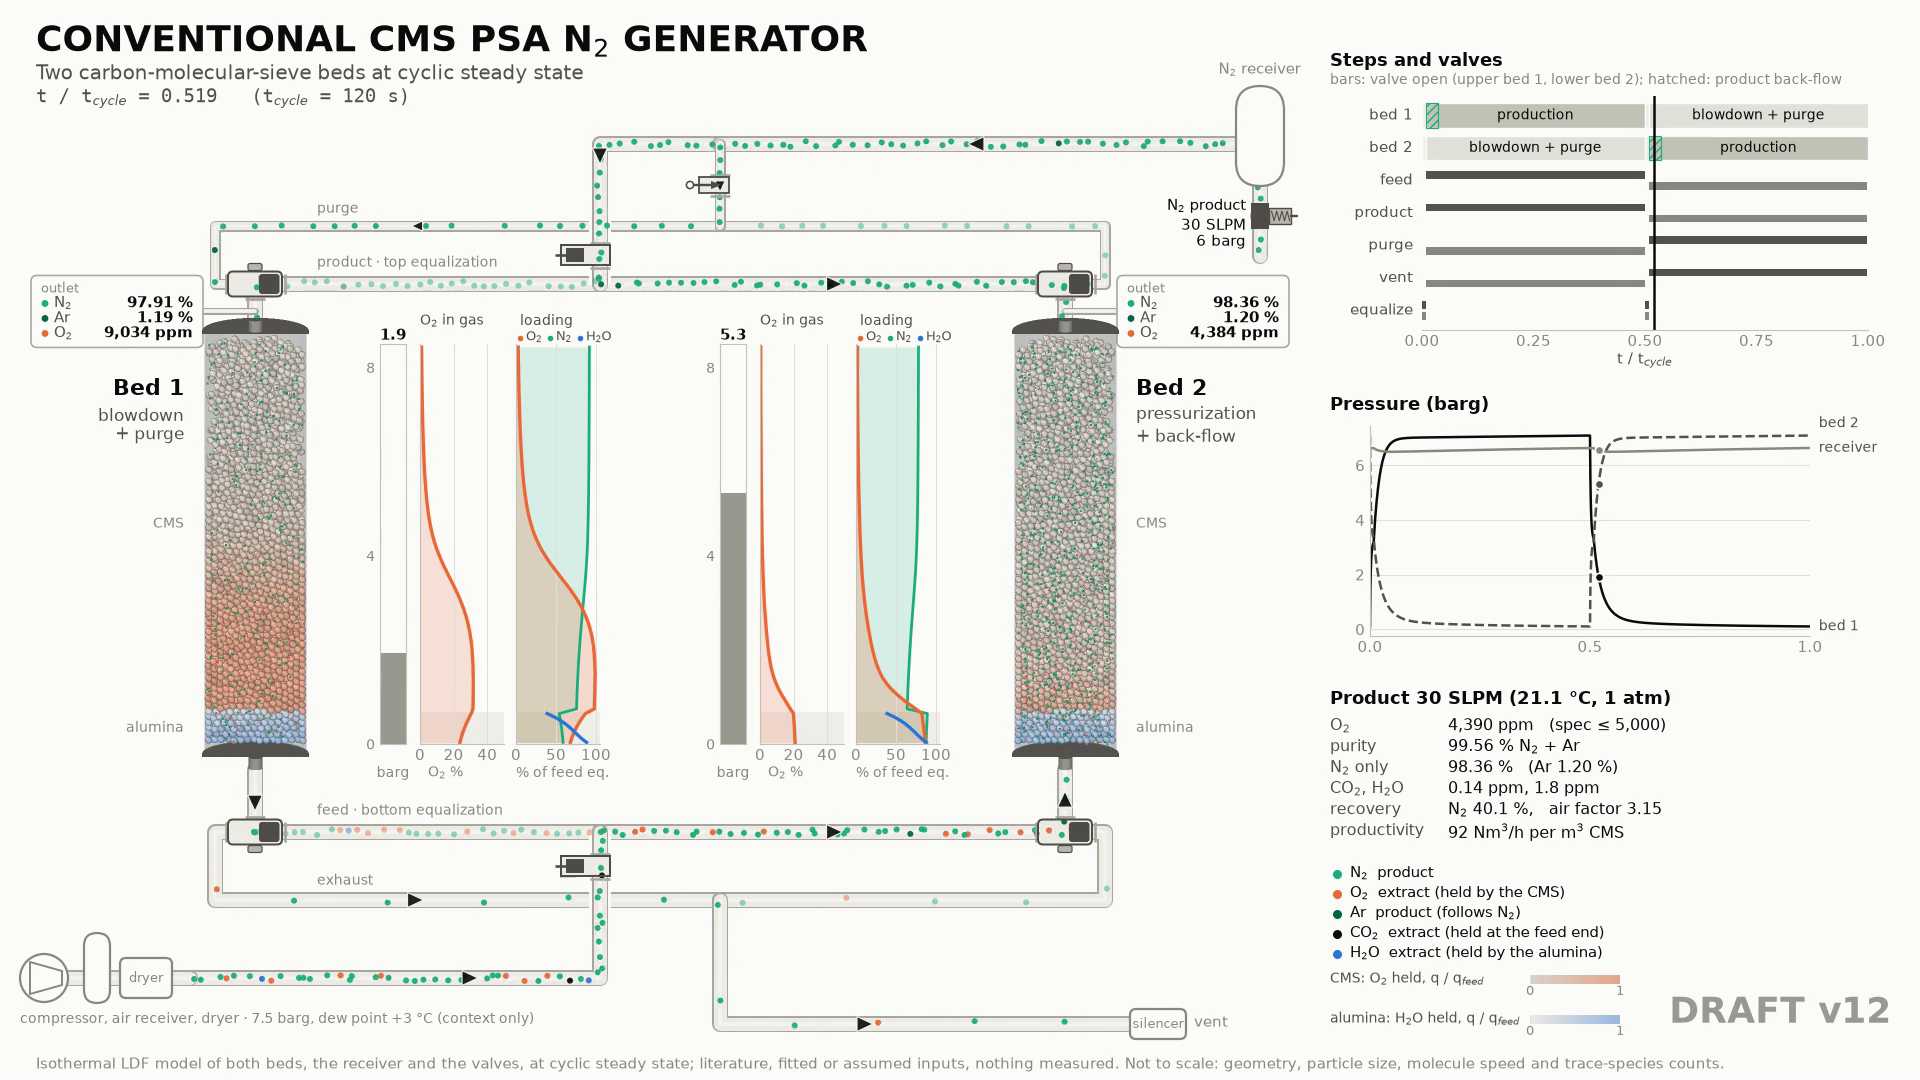 CONVENTIONAL CMS PSA N₂ GENERATOR
Two carbon-molecular-sieve beds at cyclic steady state
t / t_cycle = 0.519 (t_cycle = 120 s)
N₂ receiver
N₂ product
30 SLPM
6 barg
purge
product · top equalization
outlet
N₂ 97.91 %
Ar 1.19 %
O₂ 9,034 ppm
outlet
N₂ 98.36 %
Ar 1.20 %
O₂ 4,384 ppm
Bed 1
blowdown
+ purge
CMS
alumina
1.9
O₂ in gas
loading
O₂ N₂ H₂O
8
4
0
0 20 40
0 50 100
barg
O₂ %
% of feed eq.
5.3
O₂ in gas
loading
O₂ N₂ H₂O
8
4
0
0 20 40
0 50 100
barg
O₂ %
% of feed eq.
Bed 2
pressurization
+ back-flow
CMS
alumina
feed · bottom equalization
exhaust
dryer
compressor, air receiver, dryer · 7.5 barg, dew point +3 °C (context only)
silencer
vent
Steps and valves
bars: valve open (upper bed 1, lower bed 2); hatched: product back-flow
bed 1 production blowdown + purge
bed 2 blowdown + purge production
feed
product
purge
vent
equalize
0.00 0.25 0.50 0.75 1.00
t / t_cycle
Pressure (barg)
bed 2
receiver
bed 1
6
4
2
0
0.0 0.5 1.0
Product 30 SLPM (21.1 °C, 1 atm)
O₂ 4,390 ppm (spec ≤ 5,000)
purity 99.56 % N₂ + Ar
N₂ only 98.36 % (Ar 1.20 %)
CO₂, H₂O 0.14 ppm, 1.8 ppm
recovery N₂ 40.1 %, air factor 3.15
productivity 92 Nm³/h per m³ CMS
N₂ product
O₂ extract (held by the CMS)
Ar product (follows N₂)
CO₂ extract (held at the feed end)
H₂O extract (held by the alumina)
CMS: O₂ held, q / q_feed
0 1
alumina: H₂O held, q / q_feed
0 1
DRAFT v12
Isothermal LDF model of both beds, the receiver and the valves, at cyclic steady state; literature, fitted or assumed inputs, nothing measured. Not to scale: geometry, particle size, molecule speed and trace-species counts.